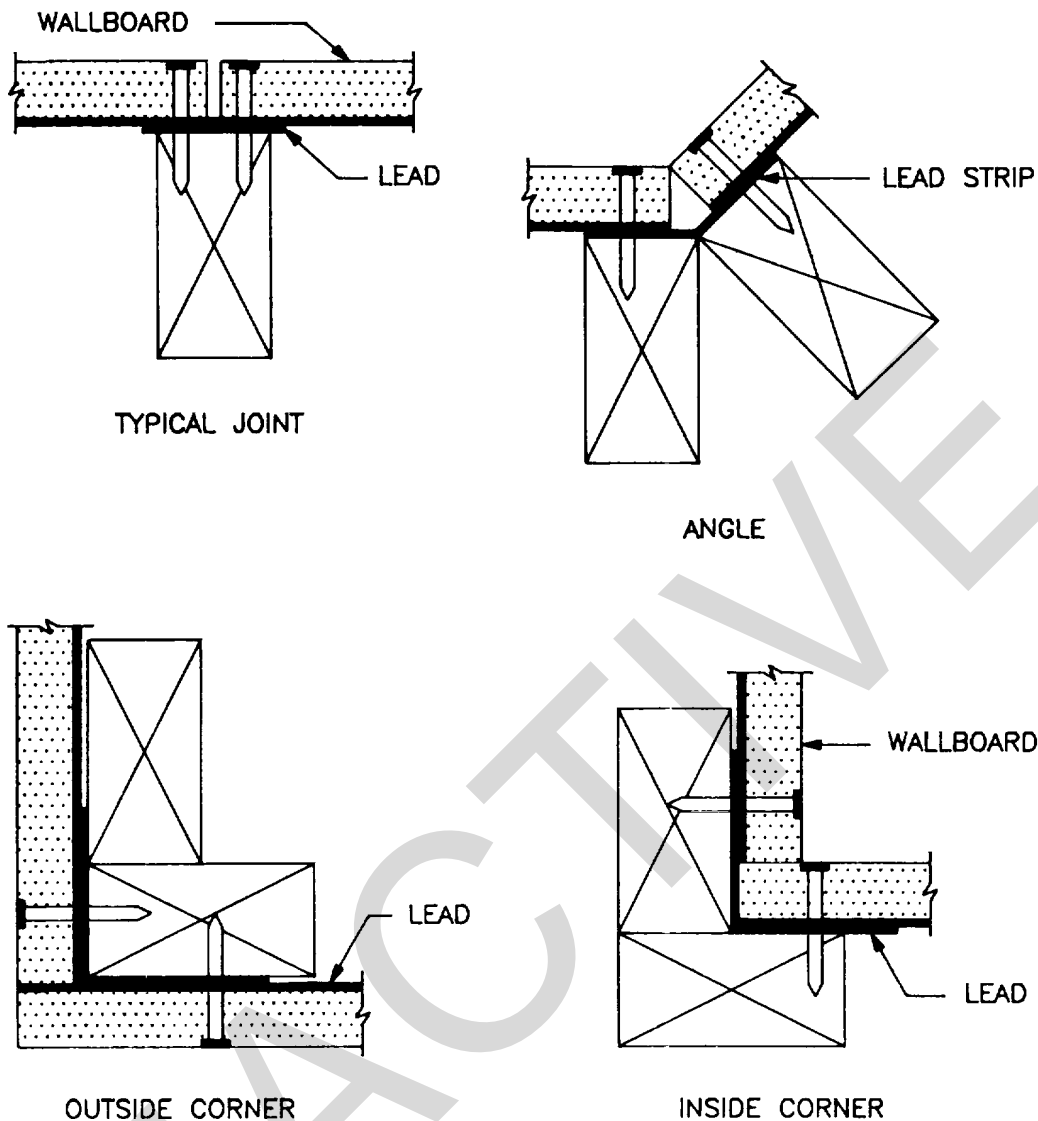 WALLBOARD
LEAD
TYPICAL JOINT
LEAD STRIP
ANGLE
LEAD
OUTSIDE CORNER
WALLBOARD
LEAD
INSIDE CORNER
ACTIVE